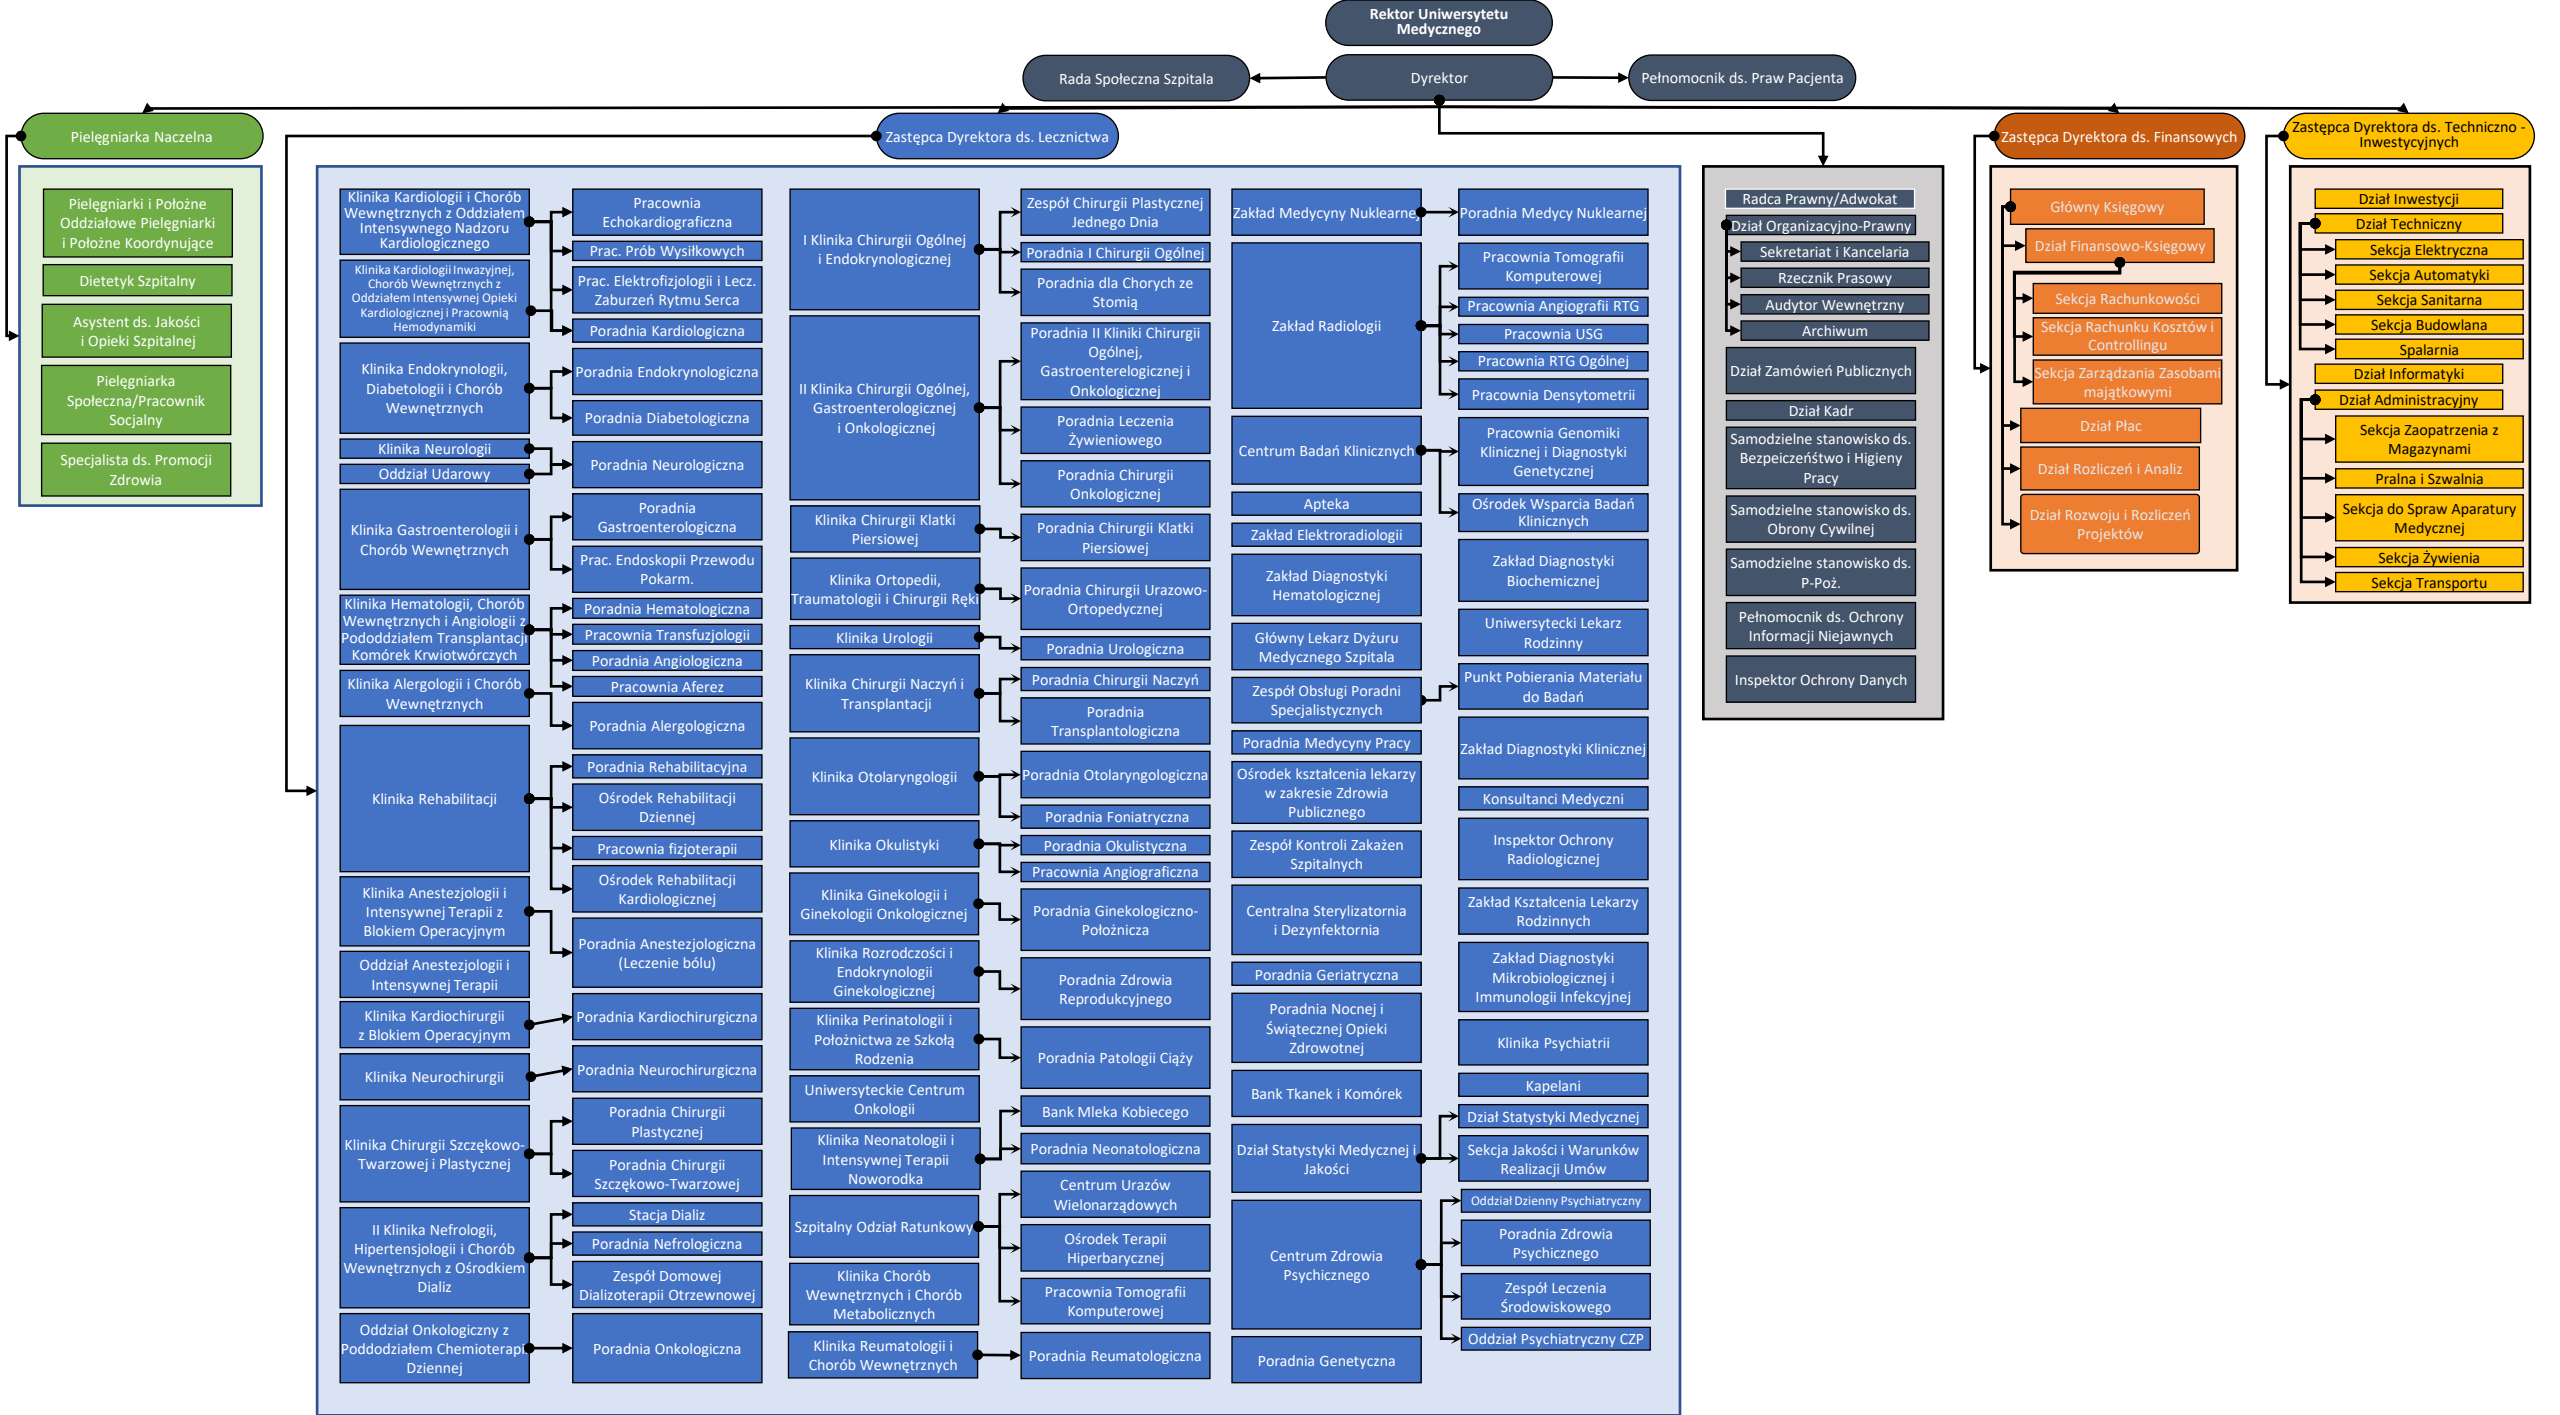 Rektor Uniwersytetu
Medycznego
Rada Społeczna Szpitala
Dyrektor
Pełnomocnik ds. Praw Pacjenta
Pielęgniarka Naczelna
Zastępca Dyrektora ds. Lecznictwa
Zastępca Dyrektora ds. Finansowych
Zastępca Dyrektora ds. Techniczno -
Inwestycyjnych
Pielęgniarki i Położne
Oddziałowe Pielęgniarki
i Położne Koordynujące
Dietetyk Szpitalny
Asystent ds. Jakości
i Opieki Szpitalnej
Pielęgniarka
Społeczna/Pracownik
Socjalny
Specjalista ds. Promocji
Zdrowia
Klinika Kardiologii i Chorób
Wewnętrznych z Oddziałem
Intensywnego Nadzoru
Kardiologicznego
Klinika Kardiologii Inwazyjnej,
Chorób Wewnętrznych z
Oddziałem Intensywnej Opieki
Kardiologicznej i Pracownią
Hemodynamiki
Klinika Endokrynologii,
Diabetologii i Chorób
Wewnętrznych
Klinika Neurologii
Oddział Udarowy
Klinika Gastroenterologii i
Chorób Wewnętrznych
Klinika Hematologii, Chorób
Wewnętrznych i Angiologii z
Pododdziałem Transplantacji
Komórek Krwiotwórczych
Klinika Alergologii i Chorób
Wewnętrznych
Klinika Rehabilitacji
Klinika Anestezjologii i
Intensywnej Terapii z
Blokiem Operacyjnym
Oddział Anestezjologii i
Intensywnej Terapii
Klinika Kardiochirurgii
z Blokiem Operacyjnym
Klinika Neurochirurgii
Klinika Chirurgii Szczękowo-
Twarzowej i Plastycznej
II Klinika Nefrologii,
Hipertensjologii i Chorób
Wewnętrznych z Ośrodkiem
Dializ
Oddział Onkologiczny z
Poddodziałem Chemioterapi
Dziennej
Pracownia
Echokardiograficzna
Prac. Prób Wysiłkowych
Prac. Elektrofizjologii i Lecz.
Zaburzeń Rytmu Serca
Poradnia Kardiologiczna
Poradnia Endokrynologiczna
Poradnia Diabetologiczna
Poradnia Neurologiczna
Poradnia
Gastroenterologiczna
Prac. Endoskopii Przewodu
Pokarm.
Poradnia Hematologiczna
Pracownia Transfuzjologii
Poradnia Angiologiczna
Pracownia Aferez
Poradnia Alergologiczna
Poradnia Rehabilitacyjna
Ośrodek Rehabilitacji
Dziennej
Pracownia fizjoterapii
Ośrodek Rehabilitacji
Kardiologicznej
Poradnia Anestezjologiczna
(Leczenie bólu)
Poradnia Kardiochirurgiczna
Poradnia Neurochirurgiczna
Poradnia Chirurgii
Plastycznej
Poradnia Chirurgii
Szczękowo-Twarzowej
Stacja Dializ
Poradnia Nefrologiczna
Zespół Domowej
Dializoterapii Otrzewnowej
Poradnia Onkologiczna
I Klinika Chirurgii Ogólnej
i Endokrynologicznej
II Klinika Chirurgii Ogólnej,
Gastroenterologicznej
i Onkologicznej
Klinika Chirurgii Klatki
Piersiowej
Klinika Ortopedii,
Traumatologii i Chirurgii Ręki
Klinika Urologii
Klinika Chirurgii Naczyń i
Transplantacji
Klinika Otolaryngologii
Klinika Okulistyki
Klinika Ginekologii i
Ginekologii Onkologicznej
Klinika Rozrodczości i
Endokrynologii
Ginekologicznej
Klinika Perinatologii i
Położnictwa ze Szkołą
Rodzenia
Uniwersyteckie Centrum
Onkologii
Klinika Neonatologii i
Intensywnej Terapii
Noworodka
Szpitalny Odział Ratunkowy
Klinika Chorób
Wewnętrznych i Chorób
Metabolicznych
Klinika Reumatologii i
Chorób Wewnętrznych
Zespół Chirurgii Plastycznej
Jednego Dnia
Poradnia I Chirurgii Ogólnej
Poradnia dla Chorych ze
Stomią
Poradnia II Kliniki Chirurgii
Ogólnej,
Gastroenterelogicznej i
Onkologicznej
Poradnia Leczenia
Żywieniowego
Poradnia Chirurgii
Onkologicznej
Poradnia Chirurgii Klatki
Piersiowej
Poradnia Chirurgii Urazowo-
Ortopedycznej
Poradnia Urologiczna
Poradnia Chirurgii Naczyń
Poradnia
Transplantologiczna
Poradnia Otolaryngologiczna
Poradnia Foniatryczna
Poradnia Okulistyczna
Pracownia Angiograficzna
Poradnia Ginekologiczno-
Położnicza
Poradnia Zdrowia
Reprodukcyjnego
Poradnia Patologii Ciąży
Bank Mleka Kobiecego
Poradnia Neonatologiczna
Centrum Urazów
Wielonarządowych
Ośrodek Terapii
Hiperbarycznej
Pracownia Tomografii
Komputerowej
Poradnia Reumatologiczna
Zakład Medycyny Nuklearnej
Zakład Radiologii
Centrum Badań Klinicznych
Apteka
Zakład Elektroradiologii
Zakład Diagnostyki
Hematologicznej
Główny Lekarz Dyżuru
Medycznego Szpitala
Zespół Obsługi Poradni
Specjalistycznych
Poradnia Medycyny Pracy
Ośrodek kształcenia lekarzy
w zakresie Zdrowia
Publicznego
Zespół Kontroli Zakażen
Szpitalnych
Centralna Sterylizatornia
i Dezynfektornia
Poradnia Geriatryczna
Poradnia Nocnej i
Świątecznej Opieki
Zdrowotnej
Bank Tkanek i Komórek
Dział Statystyki Medycznej i
Jakości
Centrum Zdrowia
Psychicznego
Poradnia Genetyczna
Poradnia Medycy Nuklearnej
Pracownia Tomografii
Komputerowej
Pracownia Angiografii RTG
Pracownia USG
Pracownia RTG Ogólnej
Pracownia Densytometrii
Pracownia Genomiki
Klinicznej i Diagnostyki
Genetycznej
Ośrodek Wsparcia Badań
Klinicznych
Zakład Diagnostyki
Biochemicznej
Uniwersytecki Lekarz
Rodzinny
Punkt Pobierania Materiału
do Badań
Zakład Diagnostyki Klinicznej
Konsultanci Medyczni
Inspektor Ochrony
Radiologicznej
Zakład Kształcenia Lekarzy
Rodzinnych
Zakład Diagnostyki
Mikrobiologicznej i
Immunologii Infekcyjnej
Klinika Psychiatrii
Kapelani
Dział Statystyki Medycznej
Sekcja Jakości i Warunków
Realizacji Umów
Oddział Dzienny Psychiatryczny
Poradnia Zdrowia
Psychicznego
Zespół Leczenia
Środowiskowego
Oddział Psychiatryczny CZP
Radca Prawny/Adwokat
Dział Organizacyjno-Prawny
Sekretariat i Kancelaria
Rzecznik Prasowy
Audytor Wewnętrzny
Archiwum
Dział Zamówień Publicznych
Dział Kadr
Samodzielne stanowisko ds.
Bezpeiczeńśtwo i Higieny
Pracy
Samodzielne stanowisko ds.
Obrony Cywilnej
Samodzielne stanowisko ds.
P-Poż.
Pełnomocnik ds. Ochrony
Informacji Niejawnych
Inspektor Ochrony Danych
Główny Księgowy
Dział Finansowo-Księgowy
Sekcja Rachunkowości
Sekcja Rachunku Kosztów i
Controllingu
Sekcja Zarządzania Zasobami
majątkowymi
Dział Płac
Dział Rozliczeń i Analiz
Dział Rozwoju i Rozliczeń
Projektów
Dział Inwestycji
Dział Techniczny
Sekcja Elektryczna
Sekcja Automatyki
Sekcja Sanitarna
Sekcja Budowlana
Spalarnia
Dział Informatyki
Dział Administracyjny
Sekcja Zaopatrzenia z
Magazynami
Pralna i Szwalnia
Sekcja do Spraw Aparatury
Medycznej
Sekcja Żywienia
Sekcja Transportu